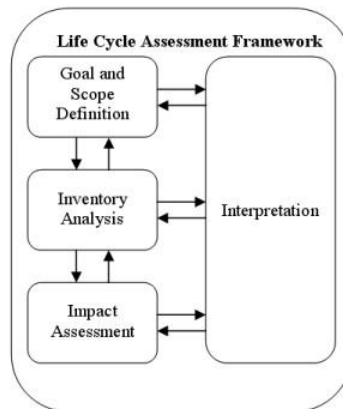 Life Cycle Assessment Framework
Goal and
Scope
Definition
Inventory
Analysis
Interpretation
Impact
Assessment